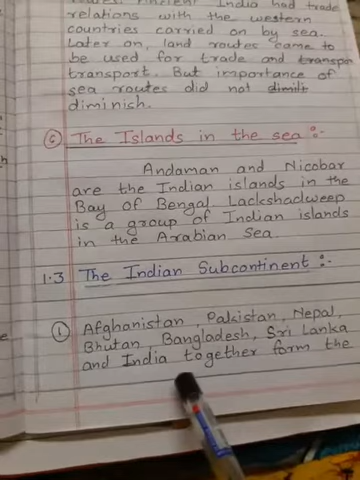 India had trade
relations with the western
countries carried on by sea.
Later on, land routes came to
be used for trade and transpo
transport. But importance of
sea routes did not dimilt
diminish.
6 The Islands in the sea :-
Andaman and Nicobar
are the Indian islands in the
Bay of Bengal. Lackshadweep
is a group of Indian islands
in the Arabian Sea.
1.3 The Indian Subcontinent :-
1 Afghanistan, Pakistan, Nepal,
Bhutan, Bangladesh, Sri Lanka
and India together form the